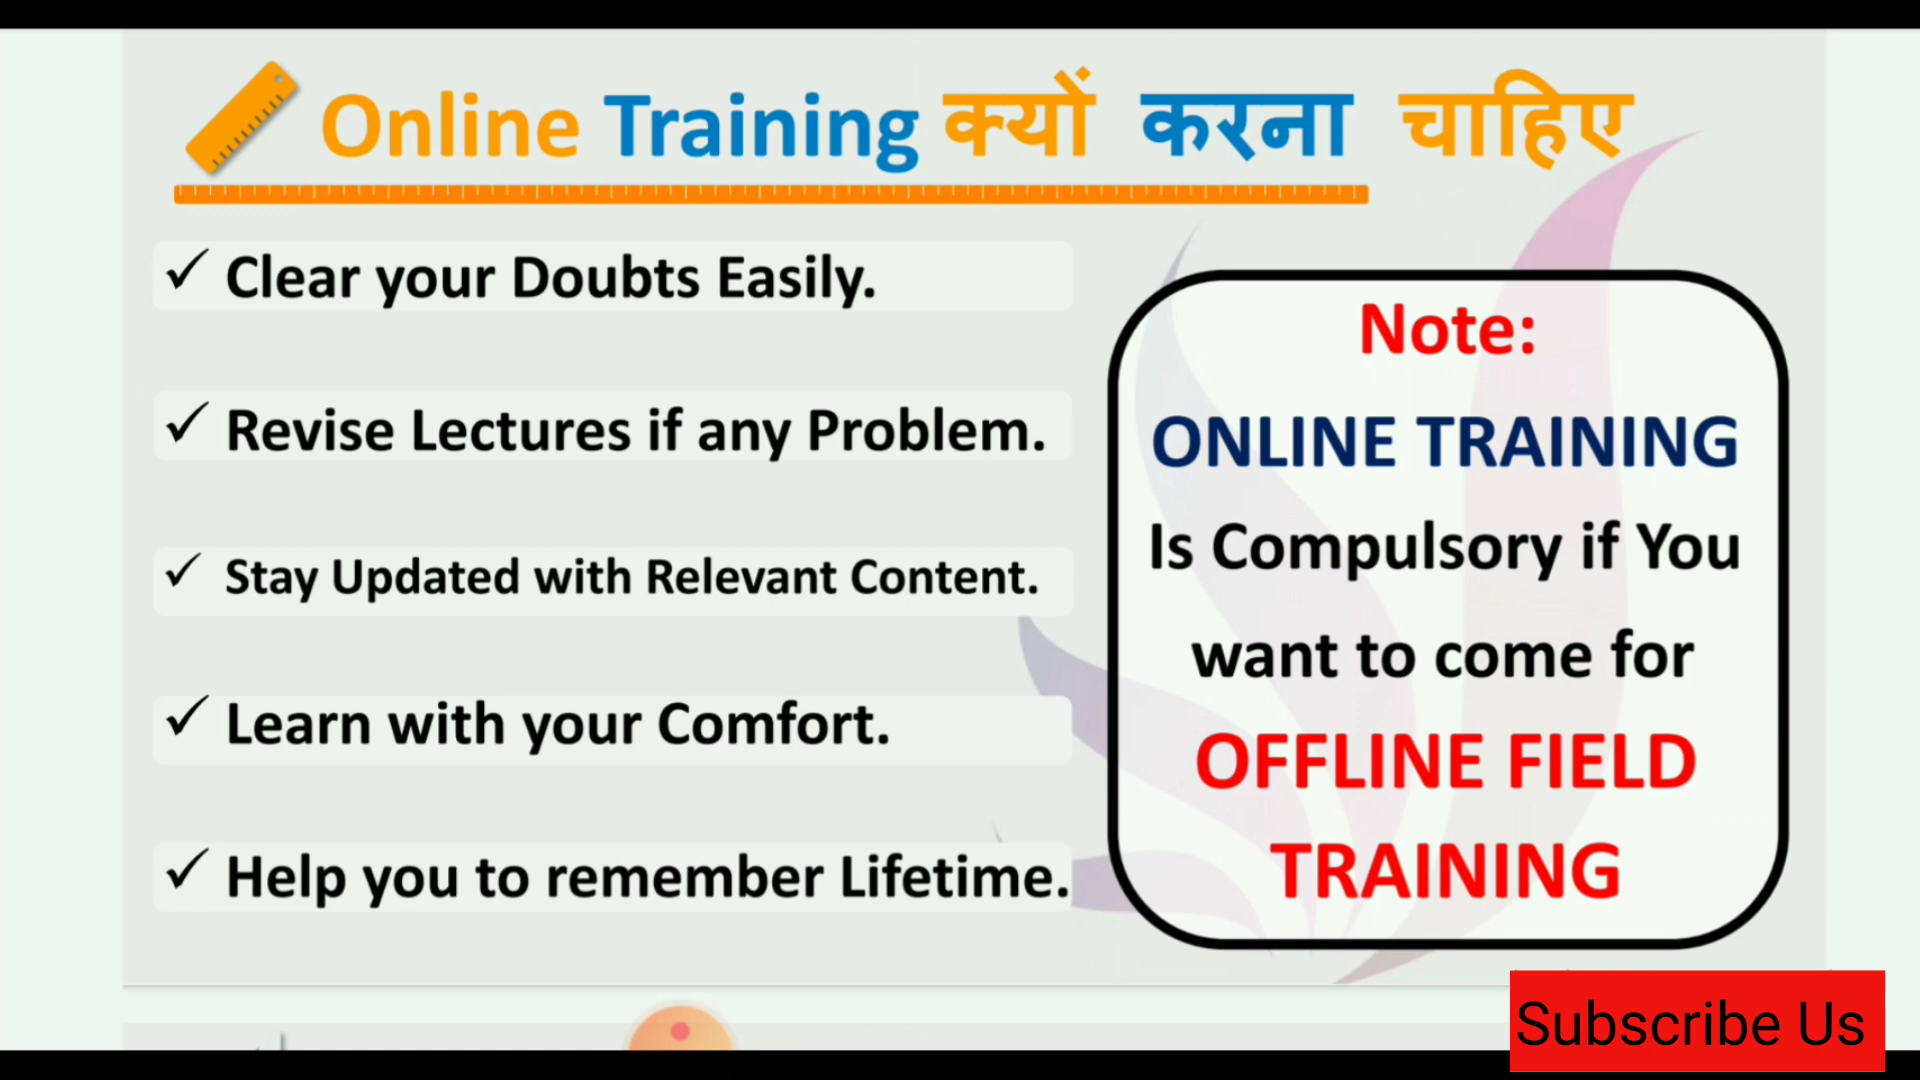 Online Training क्यों करना चाहिए
Clear your Doubts Easily.
Revise Lectures if any Problem.
Stay Updated with Relevant Content.
Learn with your Comfort.
Help you to remember Lifetime.
Note:
ONLINE TRAINING
Is Compulsory if You
want to come for
OFFLINE FIELD
TRAINING
Subscribe Us